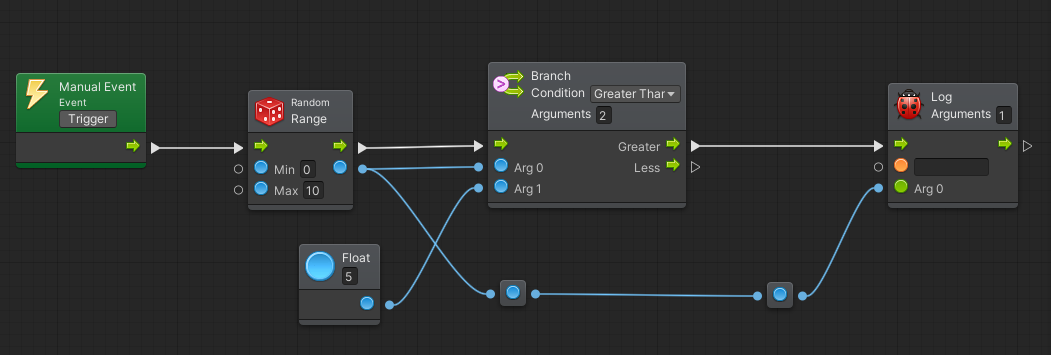 Manual Event
Event
Trigger
Random
Range
Min 0
Max 10
Float
5
>
Branch
Condition Greater Thar
Arguments 2
Greater
Less
Arg 0
Arg 1
Log
Arguments 1
Arg 0